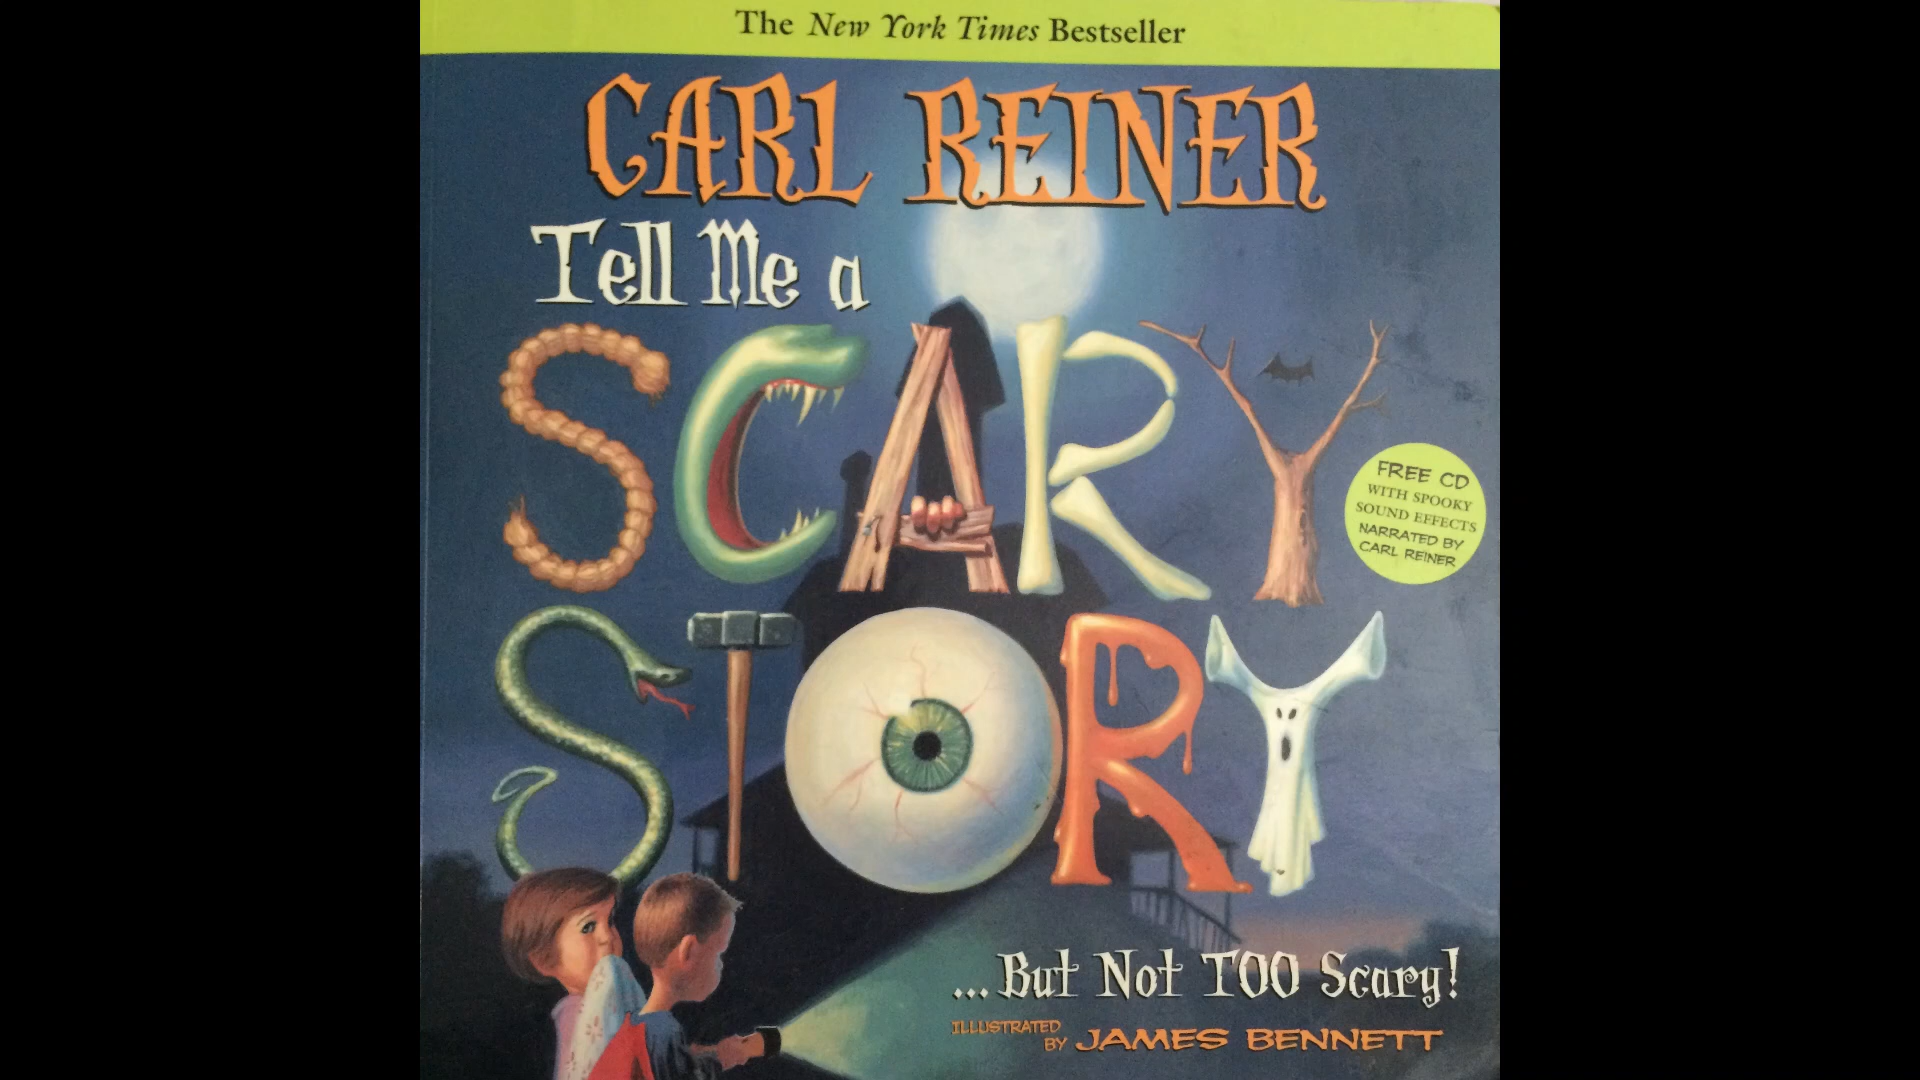 The New York Times Bestseller
CARL REINER
Tell Me a
SCARY
STORY
FREE CD
WITH SPOOKY
SOUND EFFECTS
NARRATED BY
CARL REINER
...But Not TOO Scary!
ILLUSTRATED
BY JAMES BENNETT